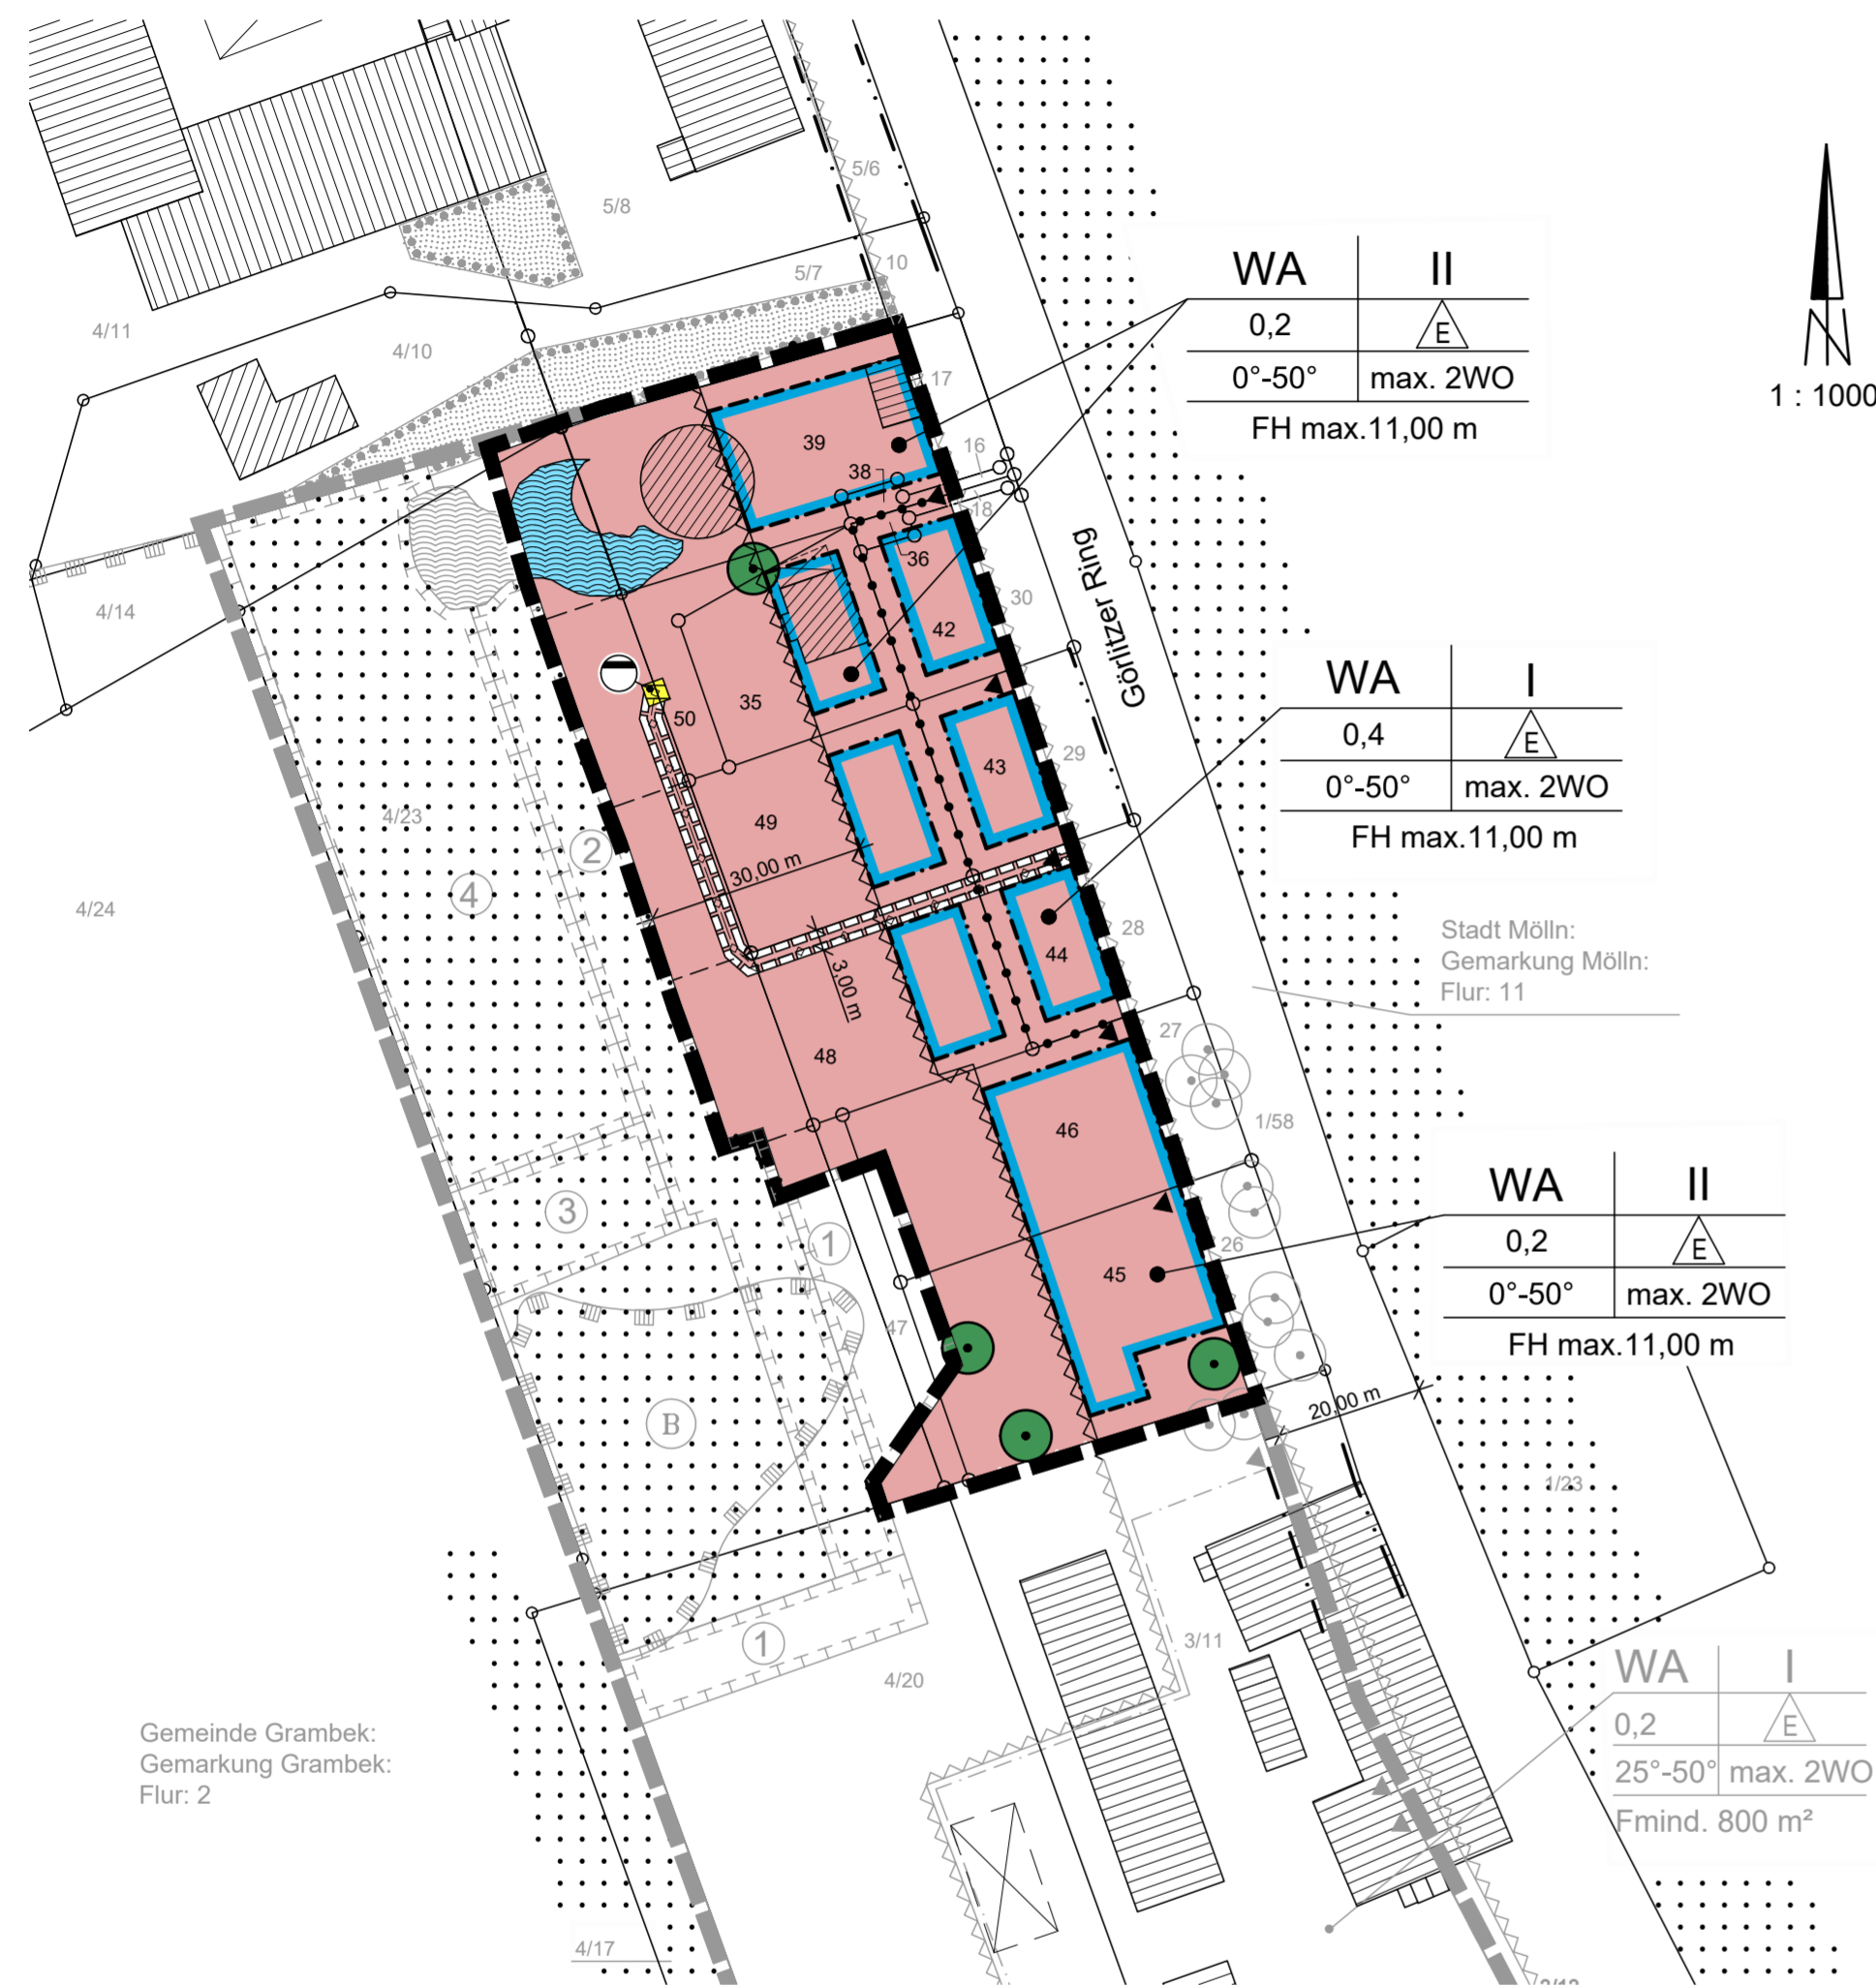 5/6
5/8
10
5/7
4/11
4/10
WA II
0,2 E
0°-50° max. 2WO
FH max.11,00 m
N
1 : 1000
17
39
38
16
18
36
Görlitzer Ring
42
30
4/14
WA I
0,4 E
0°-50° max. 2WO
FH max.11,00 m
50
35
43
29
4/23
2
49
30,00 m
4
4/24
28
44
Stadt Mölln:
Gemarkung Mölln:
Flur: 11
3,00 m
27
48
46
1/58
WA II
0,2 E
0°-50° max. 2WO
FH max.11,00 m
3
1
26
45
47
20,00 m
B
1/23
1
3/11
4/20
WA I
0,2 E
25°-50° max. 2WO
Fmind. 800 m²
Gemeinde Grambek:
Gemarkung Grambek:
Flur: 2
4/17